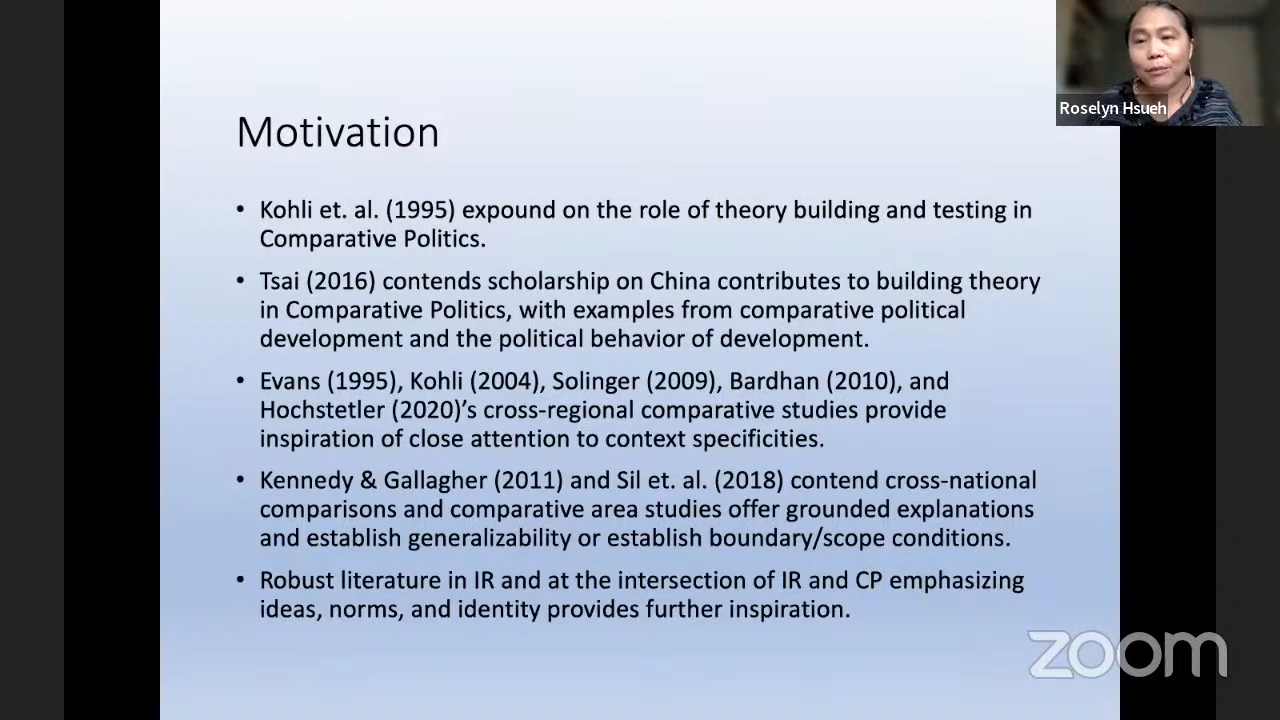 Roselyn Hsueh
Motivation
• Kohli et. al. (1995) expound on the role of theory building and testing in
Comparative Politics.
• Tsai (2016) contends scholarship on China contributes to building theory
in Comparative Politics, with examples from comparative political
development and the political behavior of development.
• Evans (1995), Kohli (2004), Solinger (2009), Bardhan (2010), and
Hochstetler (2020)’s cross-regional comparative studies provide
inspiration of close attention to context specificities.
• Kennedy & Gallagher (2011) and Sil et. al. (2018) contend cross-national
comparisons and comparative area studies offer grounded explanations
and establish generalizability or establish boundary/scope conditions.
• Robust literature in IR and at the intersection of IR and CP emphasizing
ideas, norms, and identity provides further inspiration.
zoom